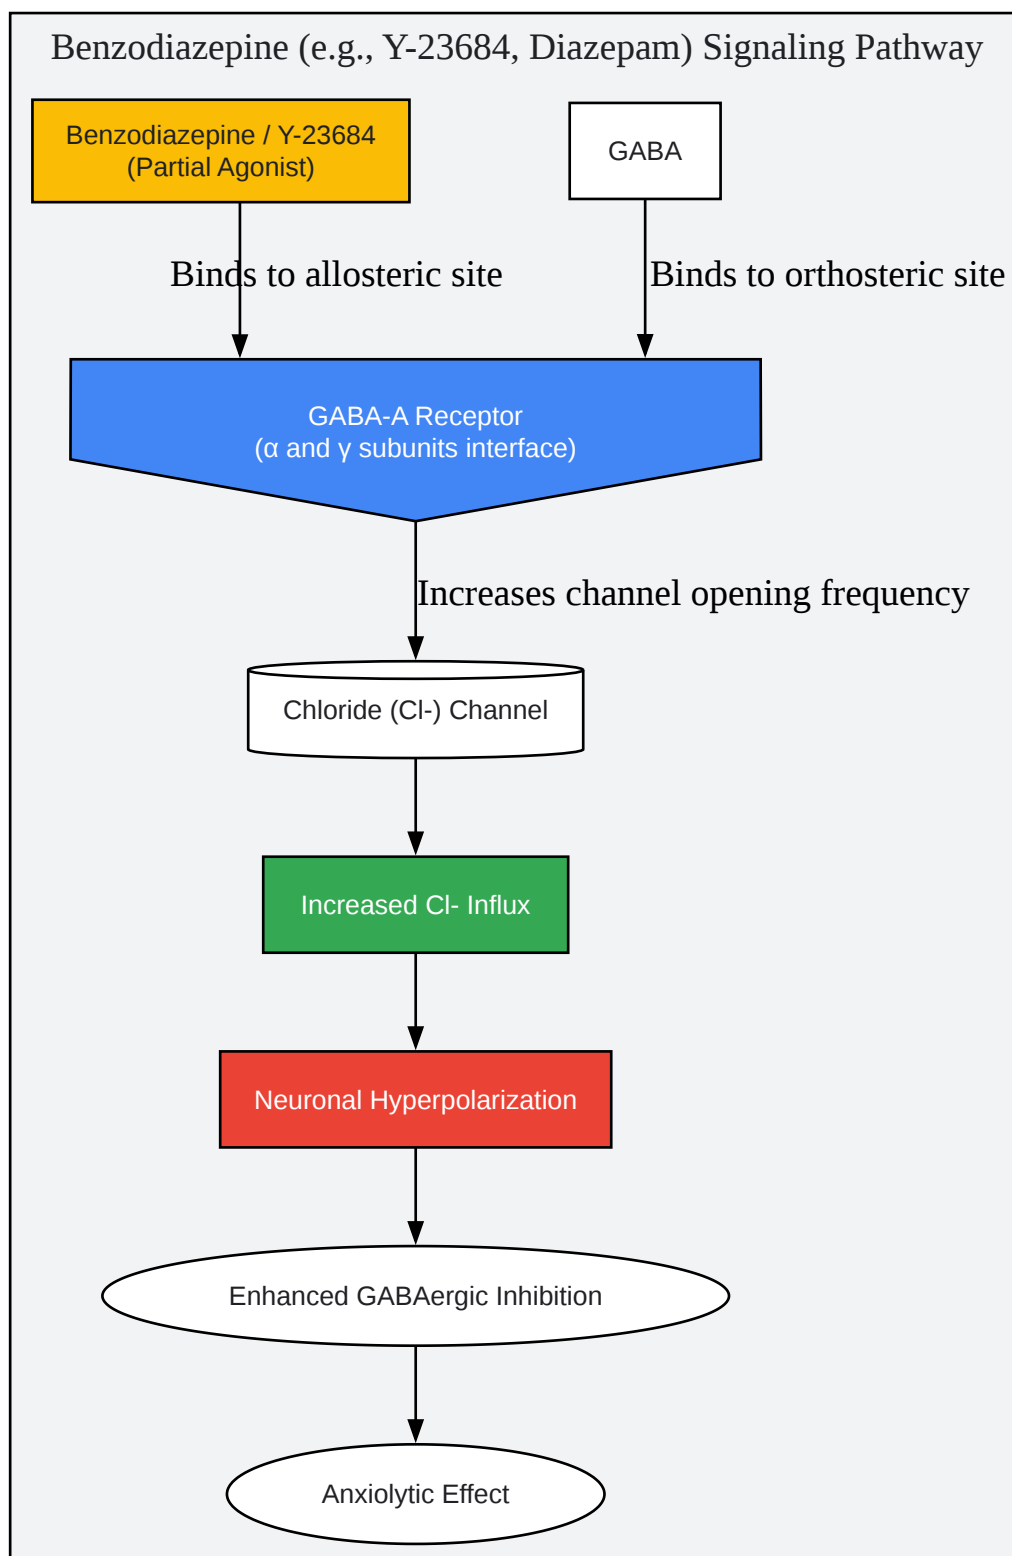 Benzodiazepine (e.g., Y-23684, Diazepam) Signaling Pathway
Benzodiazepine / Y-23684
(Partial Agonist)
GABA
Binds to allosteric site
Binds to orthosteric site
GABA-A Receptor
(α and γ subunits interface)
Increases channel opening frequency
Chloride (Cl-) Channel
Increased Cl- Influx
Neuronal Hyperpolarization
Enhanced GABAergic Inhibition
Anxiolytic Effect